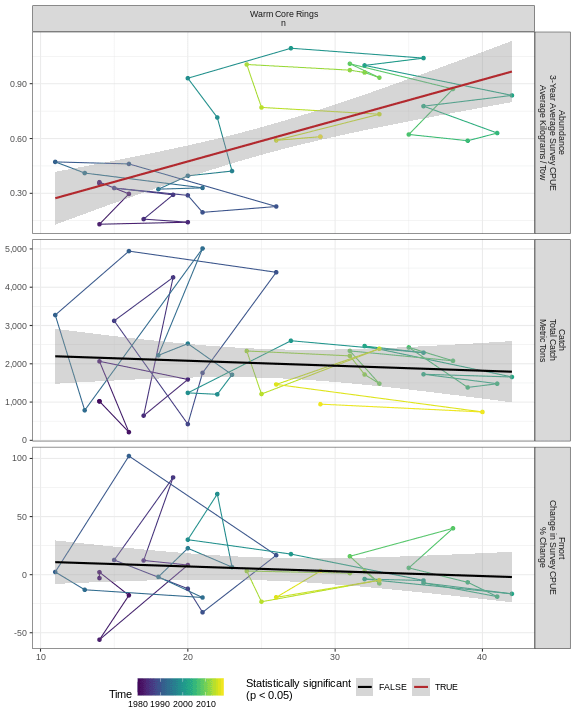 Warm Core Rings
n
0.90
0.60
0.30
Abundance
3-Year Average Survey CPUE
Average Kilograms / Tow
5,000
4,000
3,000
2,000
1,000
0
Catch
Total Catch
Metric Tons
100
50
0
-50
Fmort
Change in Survey CPUE
% Change
10
20
30
40
Time
1980 1990 2000 2010
Statistically significant
(p < 0.05)
FALSE
TRUE